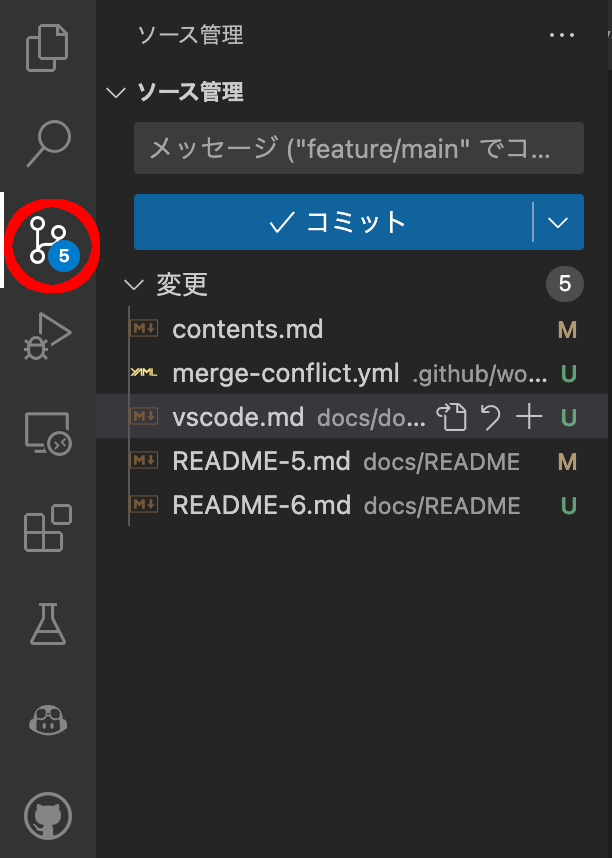 ソース管理
ソース管理
メッセージ ("feature/main" でコ...
コミット
5
変更 5
M↓ contents.md M
YAML merge-conflict.yml .github/wo... U
M↓ vscode.md docs/do... U
M↓ README-5.md docs/README M
M↓ README-6.md docs/README U